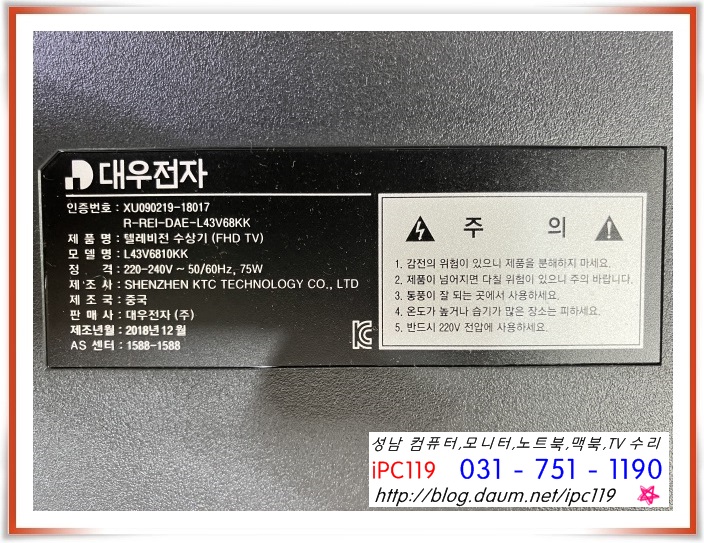 대우전자
인증번호 : XU090219-18017
R-REI-DAE-L43V68KK
제 품 명 : 텔레비전 수상기 (FHD TV)
모 델 명 : L43V6810KK
정 격 : 220-240V ~ 50/60Hz, 75W
제 조 사 : SHENZHEN KTC TECHNOLOGY CO., LTD
제 조 국 : 중국
판 매 사 : 대우전자 (주)
제조년월 : 2018년 12월
AS 센터 : 1588-1588
주 의
1. 감전의 위험이 있으니 제품을 분해하지 마세요.
2. 제품이 넘어지면 다칠 위험이 있으니 주의 바랍니다.
3. 통풍이 잘 되는 곳에서 사용하세요.
4. 온도가 높거나 습기가 많은 장소는 피하세요.
5. 반드시 220V 전압에 사용하세요.
성남 컴퓨터,모니터,노트북,맥북,TV 수리
iPC119 031 - 751 - 1190
http://blog.daum.net/ipc119